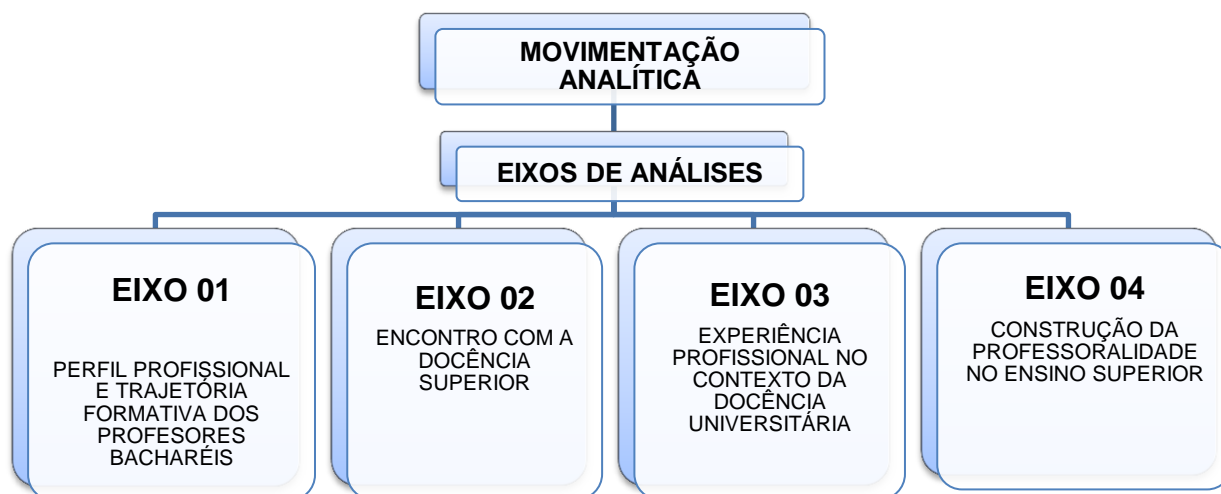 MOVIMENTAÇÃO
ANALÍTICA
EIXOS DE ANÁLISES
EIXO 01
PERFIL PROFISSIONAL
E TRAJETÓRIA
FORMATIVA DOS
PROFESORES
BACHARÉIS
EIXO 02
ENCONTRO COM A
DOCÊNCIA
SUPERIOR
EIXO 03
EXPERIÊNCIA
PROFISSIONAL NO
CONTEXTO DA
DOCÊNCIA
UNIVERSITÁRIA
EIXO 04
CONSTRUÇÃO DA
PROFESSORALIDADE
NO ENSINO SUPERIOR